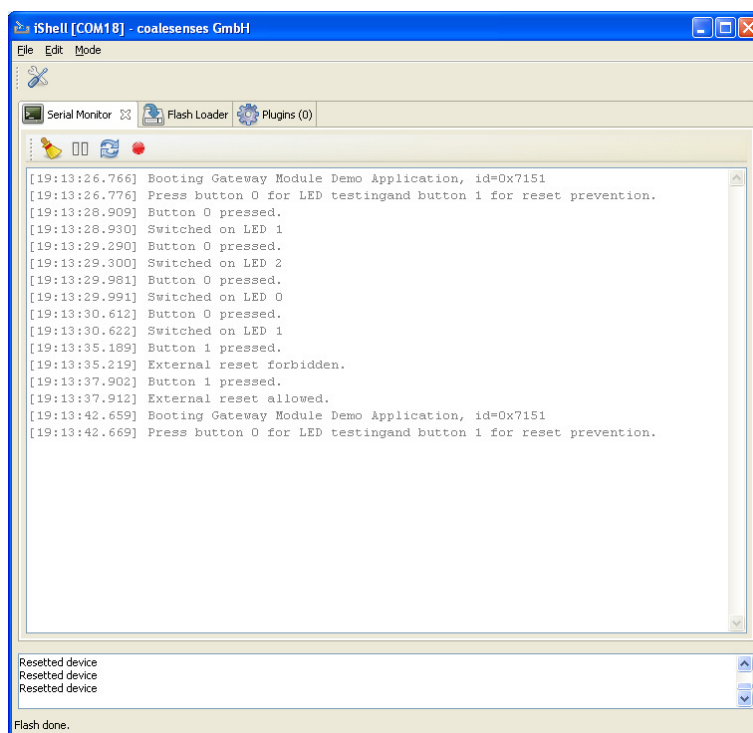 iShell [COM18] - coalesenses GmbH
File Edit Mode
Serial Monitor Flash Loader Plugins (0)
[19:13:26.766] Booting Gateway Module Demo Application, id=0x7151
[19:13:26.776] Press button 0 for LED testingand button 1 for reset prevention.
[19:13:28.909] Button 0 pressed.
[19:13:28.930] Switched on LED 1
[19:13:29.290] Button 0 pressed.
[19:13:29.300] Switched on LED 2
[19:13:29.981] Button 0 pressed.
[19:13:29.991] Switched on LED 0
[19:13:30.612] Button 0 pressed.
[19:13:30.622] Switched on LED 1
[19:13:35.189] Button 1 pressed.
[19:13:35.219] External reset forbidden.
[19:13:37.902] Button 1 pressed.
[19:13:37.912] External reset allowed.
[19:13:42.659] Booting Gateway Module Demo Application, id=0x7151
[19:13:42.669] Press button 0 for LED testingand button 1 for reset prevention.
Resetted device
Resetted device
Resetted device
Flash done.